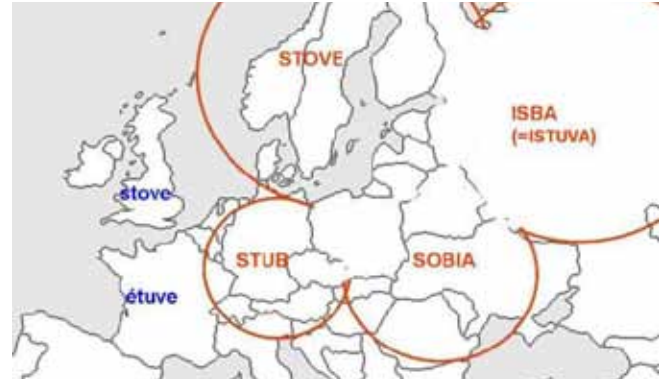 STOVE
ISBA
(=ISTUVA)
stove
STUB
SOBIA
étuve